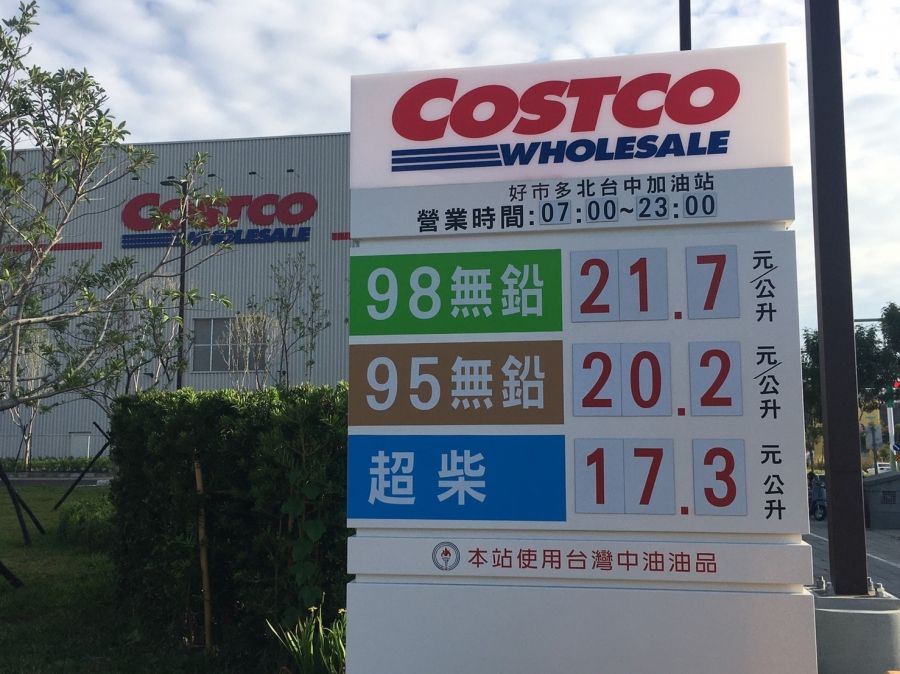 COSTCO
WHOLESALE
好市多北台中加油站
營業時間:07:00~23:00
98無鉛 21.7 元/公升
95無鉛 20.2 元/公升
超柴 17.3 元公升
本站使用台灣中油油品
COSTCO
WHOLESALE